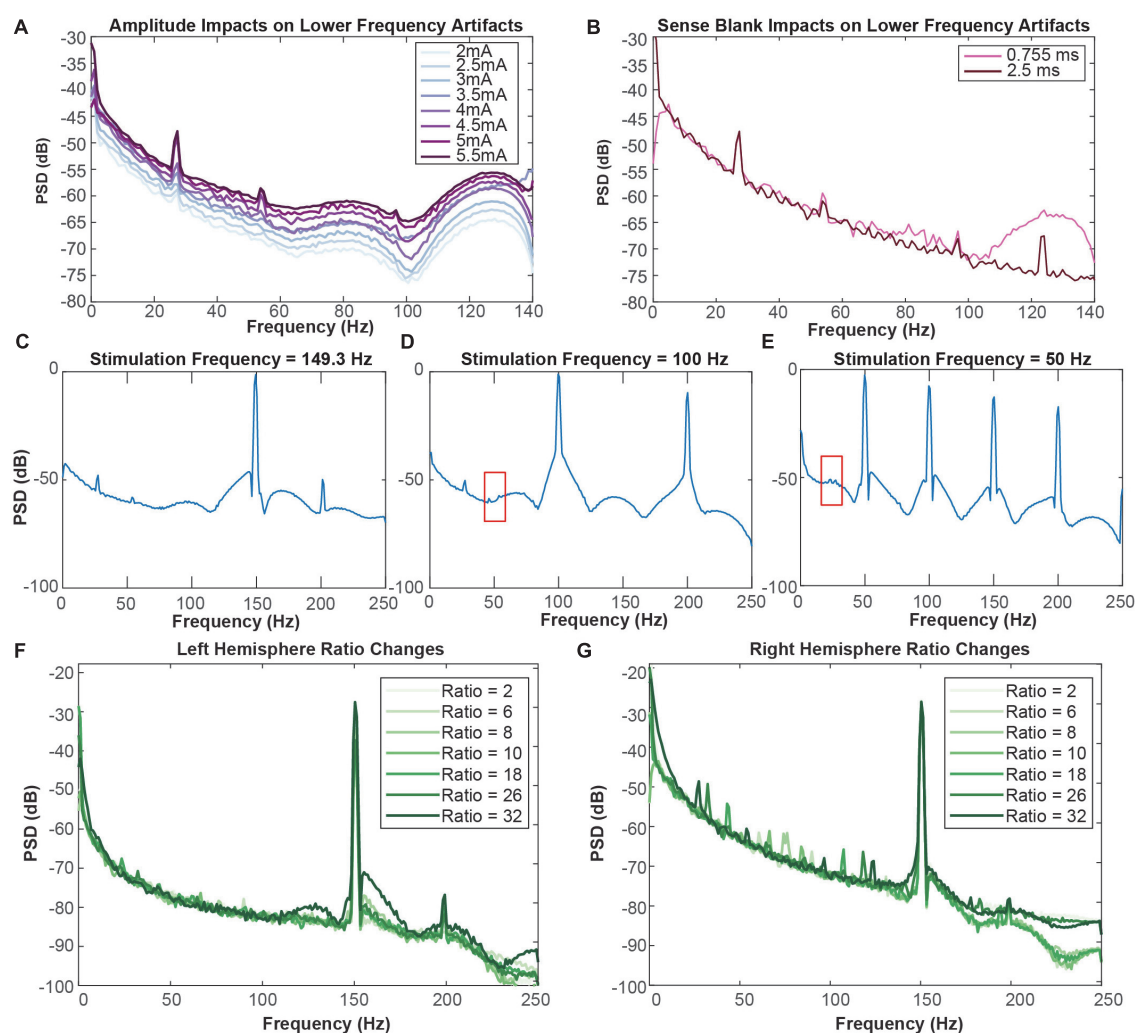 A Amplitude Impacts on Lower Frequency Artifacts
-30
-40
-50
-55
-60
-65
-70
-75
-80
PSD (dB)
2mA
2.5mA
3mA
3.5mA
4mA
4.5mA
5mA
5.5mA
0 20 40 60 80 100 120 140
Frequency (Hz)
B Sense Blank Impacts on Lower Frequency Artifacts
-30
-40
-50
-55
-60
-65
-70
-75
-80
PSD (dB)
0.755 ms
2.5 ms
0 20 40 60 80 100 120 140
Frequency (Hz)
C Stimulation Frequency = 149.3 Hz
0
-50
-100
PSD (dB)
0 50 100 150 200 250
Frequency (Hz)
D Stimulation Frequency = 100 Hz
0
-50
-100
0 50 100 150 200 250
Frequency (Hz)
E Stimulation Frequency = 50 Hz
0
-50
-100
0 50 100 150 200 250
Frequency (Hz)
F Left Hemisphere Ratio Changes
-20
-30
-40
-50
-60
-70
-80
-90
-100
PSD (dB)
Ratio = 2
Ratio = 6
Ratio = 8
Ratio = 10
Ratio = 18
Ratio = 26
Ratio = 32
0 50 100 150 200 250
Frequency (Hz)
G Right Hemisphere Ratio Changes
-20
-30
-40
-50
-60
-70
-80
-90
-100
PSD (dB)
Ratio = 2
Ratio = 6
Ratio = 8
Ratio = 10
Ratio = 18
Ratio = 26
Ratio = 32
0 50 100 150 200 250
Frequency (Hz)